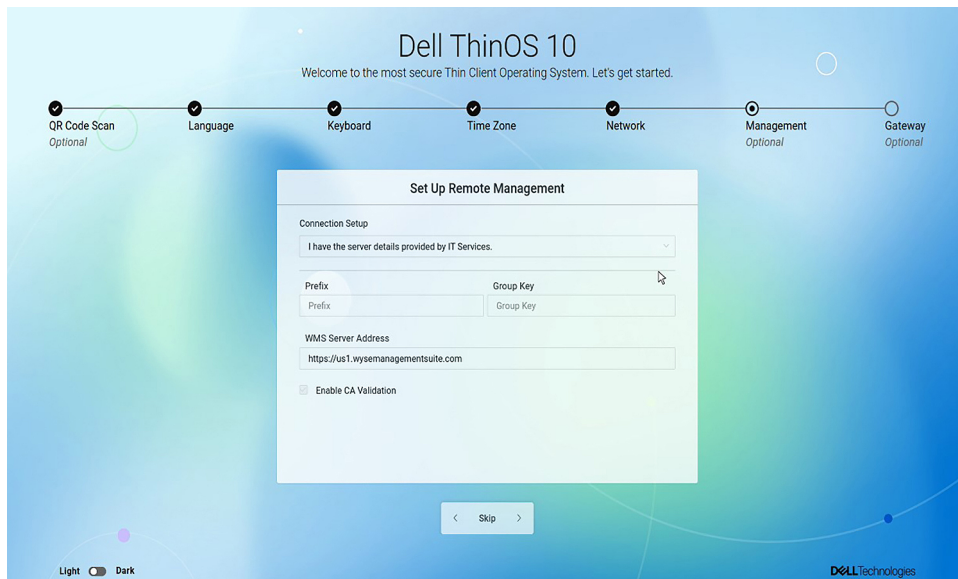 Dell ThinOS 10
Welcome to the most secure Thin Client Operating System. Let's get started.
QR Code Scan Language Keyboard Time Zone Network Management Gateway
Optional Optional Optional
Set Up Remote Management
Connection Setup
I have the server details provided by IT Services.
Prefix Group Key
Prefix Group Key
WMS Server Address
https://us1.wysemanagementsuite.com
Enable CA Validation
Skip
Light Dark
DELLTechnologies